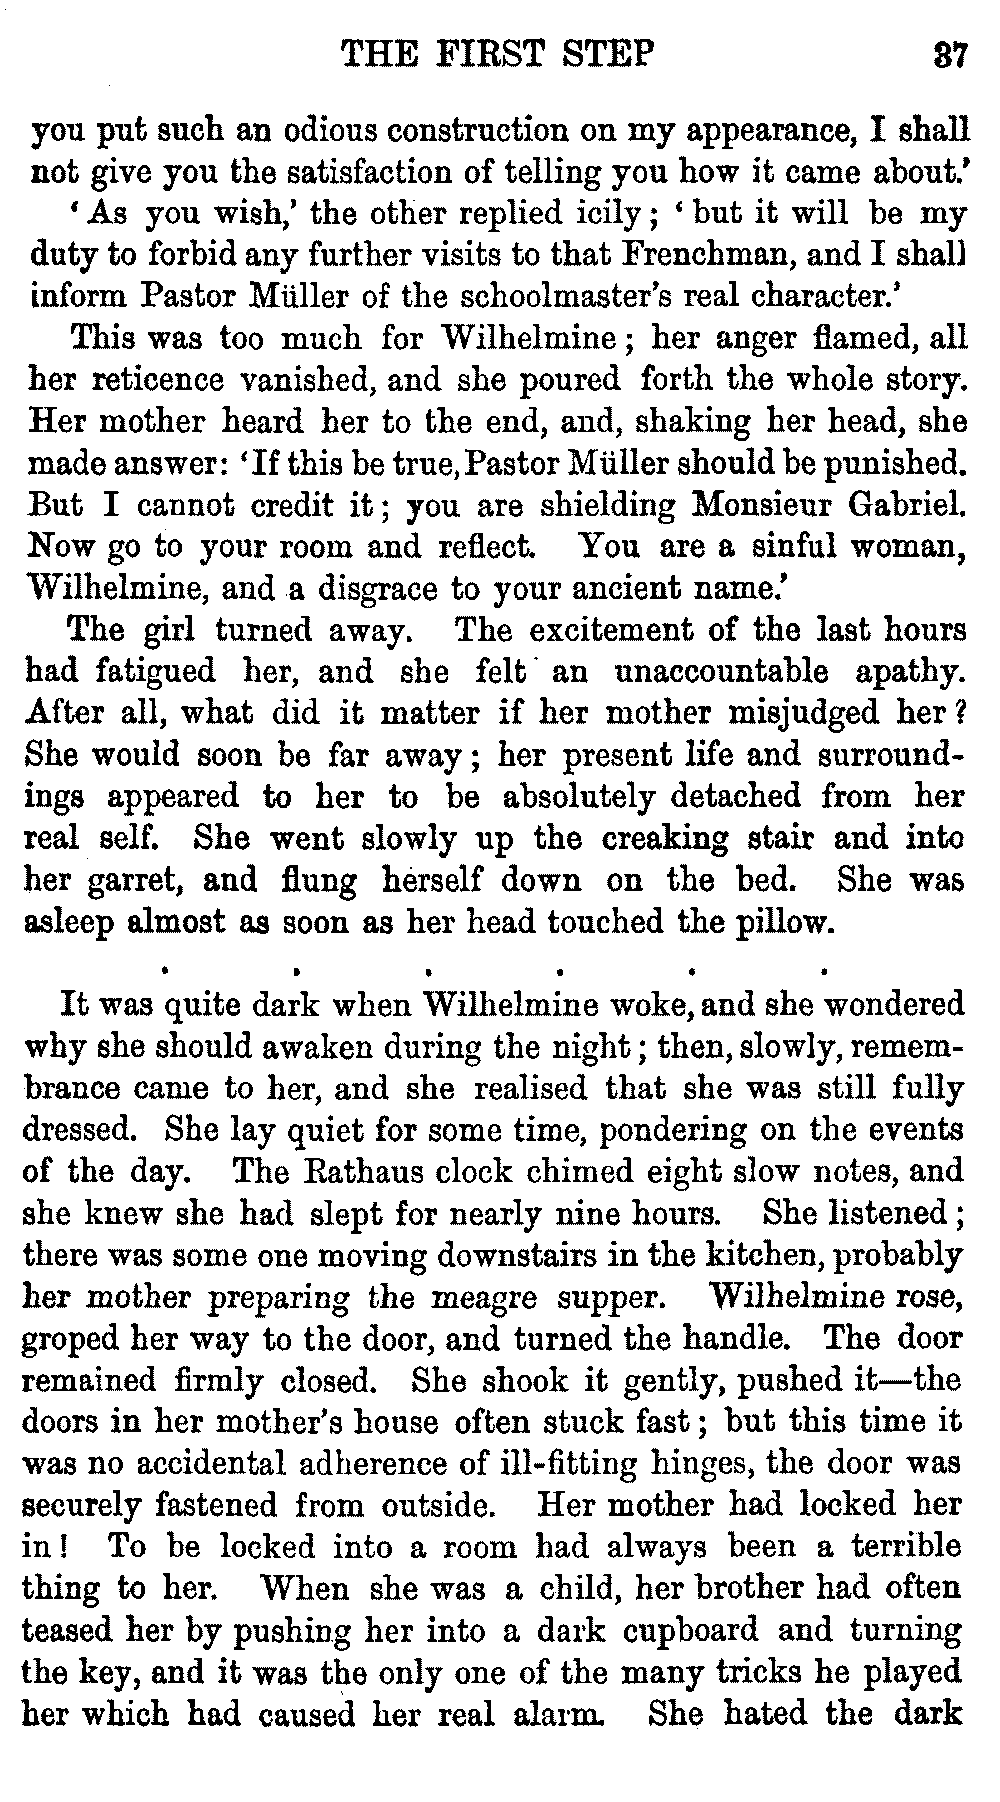 THE FIRST STEP 37
you put such an odious construction on my appearance, I shall
not give you the satisfaction of telling you how it came about.'
‘As you wish,’ the other replied icily; ‘but it will be my
duty to forbid any further visits to that Frenchman, and I shall
inform Pastor Müller of the schoolmaster's real character.’
This was too much for Wilhelmine; her anger flamed, all
her reticence vanished, and she poured forth the whole story.
Her mother heard her to the end, and, shaking her head, she
made answer: ‘If this be true, Pastor Müller should be punished.
But I cannot credit it; you are shielding Monsieur Gabriel.
Now go to your room and reflect. You are a sinful woman,
Wilhelmine, and a disgrace to your ancient name.’
The girl turned away. The excitement of the last hours
had fatigued her, and she felt an unaccountable apathy.
After all, what did it matter if her mother misjudged her?
She would soon be far away; her present life and surround-
ings appeared to her to be absolutely detached from her
real self. She went slowly up the creaking stair and into
her garret, and flung herself down on the bed. She was
asleep almost as soon as her head touched the pillow.
. . . . . .
It was quite dark when Wilhelmine woke, and she wondered
why she should awaken during the night; then, slowly, remem-
brance came to her, and she realised that she was still fully
dressed. She lay quiet for some time, pondering on the events
of the day. The Rathaus clock chimed eight slow notes, and
she knew she had slept for nearly nine hours. She listened;
there was some one moving downstairs in the kitchen, probably
her mother preparing the meagre supper. Wilhelmine rose,
groped her way to the door, and turned the handle. The door
remained firmly closed. She shook it gently, pushed it—the
doors in her mother's house often stuck fast; but this time it
was no accidental adherence of ill-fitting hinges, the door was
securely fastened from outside. Her mother had locked her
in! To be locked into a room had always been a terrible
thing to her. When she was a child, her brother had often
teased her by pushing her into a dark cupboard and turning
the key, and it was the only one of the many tricks he played
her which had caused her real alarm. She hated the dark